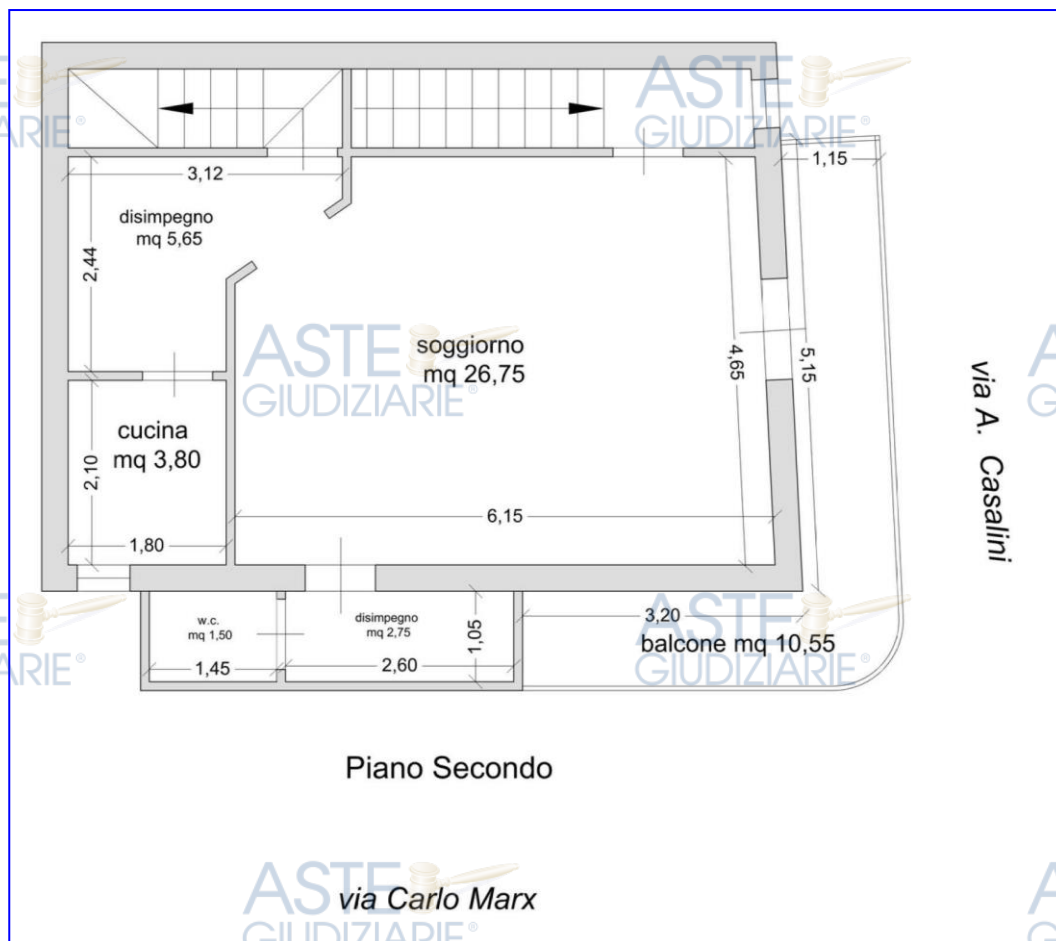 ASTE
GIUDIZIARIE®
ARIE®
3,12
1,15
disimpegno
mq 5,65
2,44
ASTE
GIUDIZIARIE®
soggiorno
mq 26,75
4,65
5,15
via A. Casalini
cucina
mq 3,80
2,10
6,15
1,80
w.c.
mq 1,50
disimpegno
mq 2,75
1,05
3,20
balcone mq 10,55
1,45
2,60
ASTE
GIUDIZIARIE®
ARIE®
Piano Secondo
ASTE
GIUDIZIARIE®
via Carlo Marx